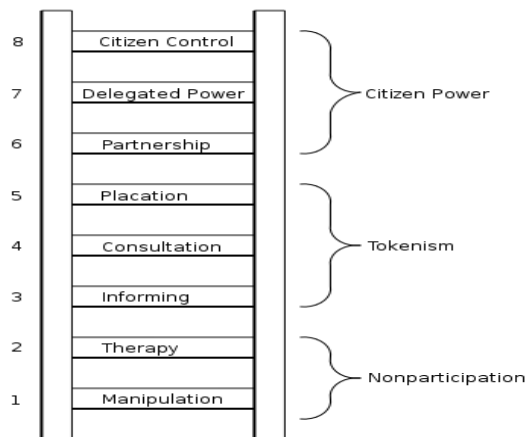 8 Citizen Control
7 Delegated Power
Citizen Power
6 Partnership
5 Placation
4 Consultation
Tokenism
3 Informing
2 Therapy
Nonparticipation
1 Manipulation